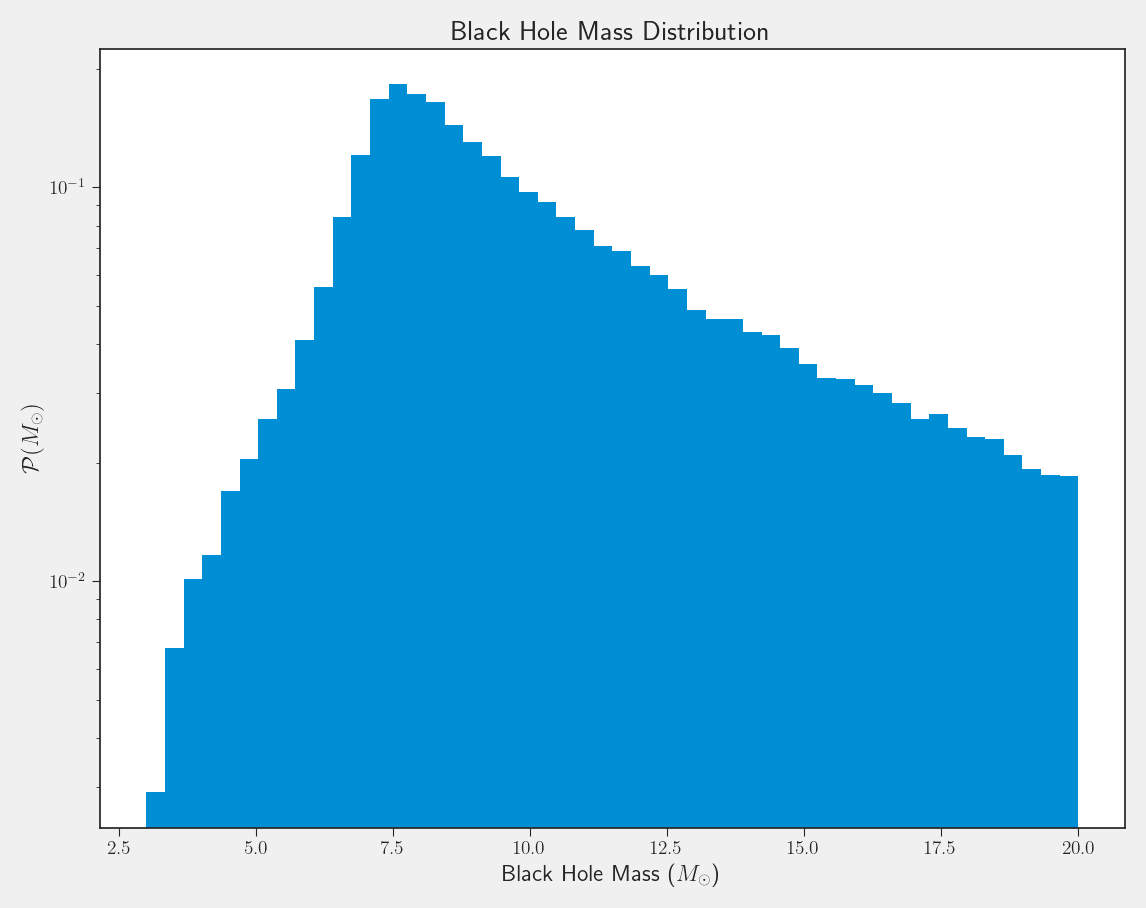 Black Hole Mass Distribution
10⁻¹
10⁻²
𝒫(M⊙)
2.5 5.0 7.5 10.0 12.5 15.0 17.5 20.0
Black Hole Mass (M⊙)